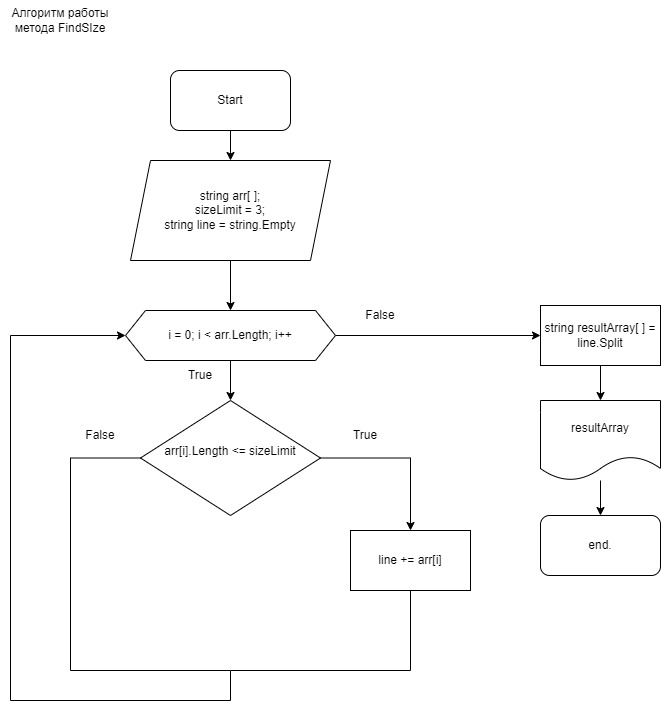 Алгоритм работы
метода FindSIze
Start
string arr[ ];
sizeLimit = 3;
string line = string.Empty
i = 0; i < arr.Length; i++
False
string resultArray[ ] =
line.Split
True
resultArray
False
arr[i].Length <= sizeLimit
True
end.
line += arr[i]